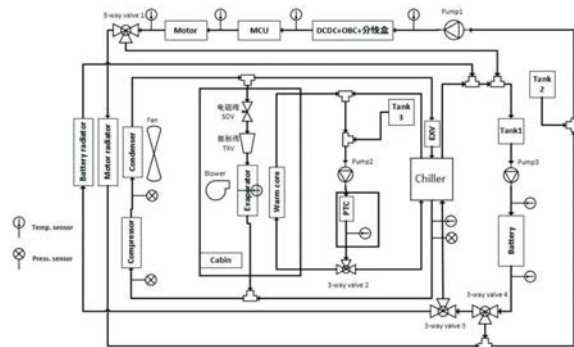 3-way valve 1
Motor
MCU
DCDC+OBC+分线盒
Pump1
Battery radiator
Motor radiator
Condenser
Fan
Compressor
电磁阀
SOV
膨胀阀
TXV
Blower
Evaporator
Warm core
Cabin
Tank
3
Pump2
PTC
3-way valve 2
EXV
Chiller
Tank
2
Tank1
Pump3
Battery
3-way valve 3
3-way valve 4
Temp. sensor
Press. sensor